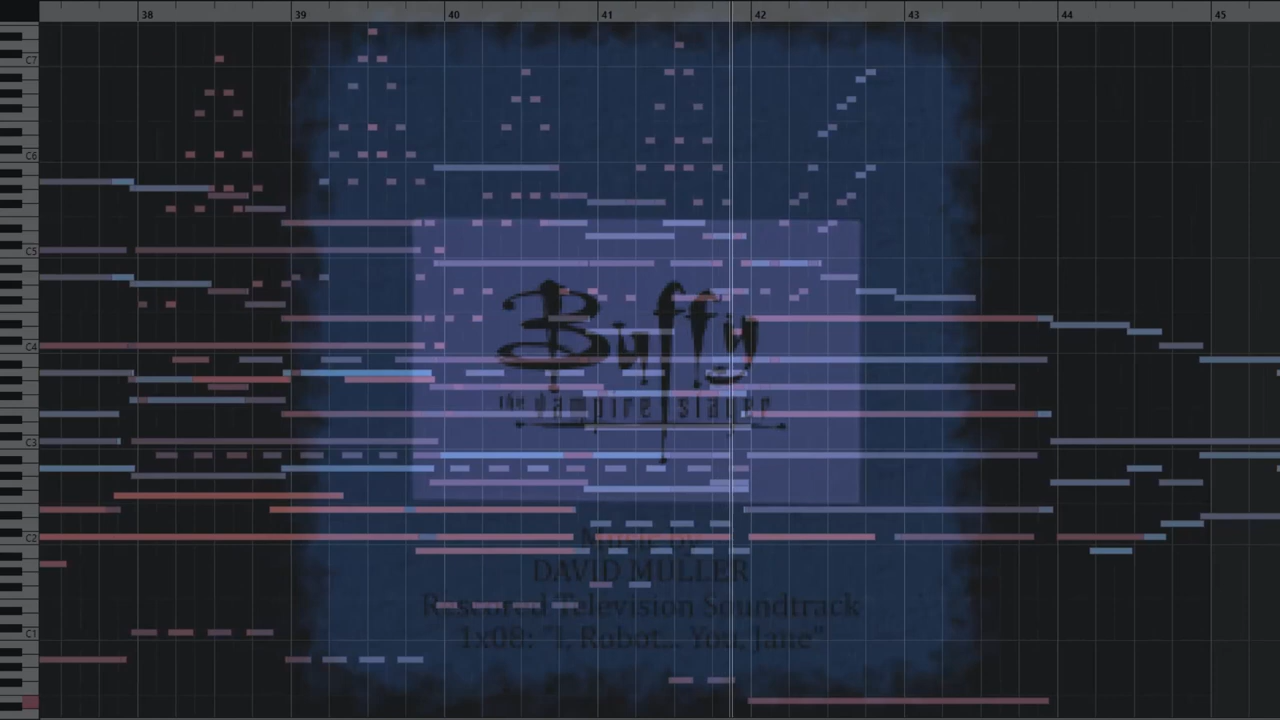 38 39 40 41 42 43 44 45
C7
C6
C5
C4
C3
C2
C1
Buffy
the vampire slayer
Music by
DAVID MULLER
Rescored Television Soundtrack
1x08: "I, Robot... You, Jane"